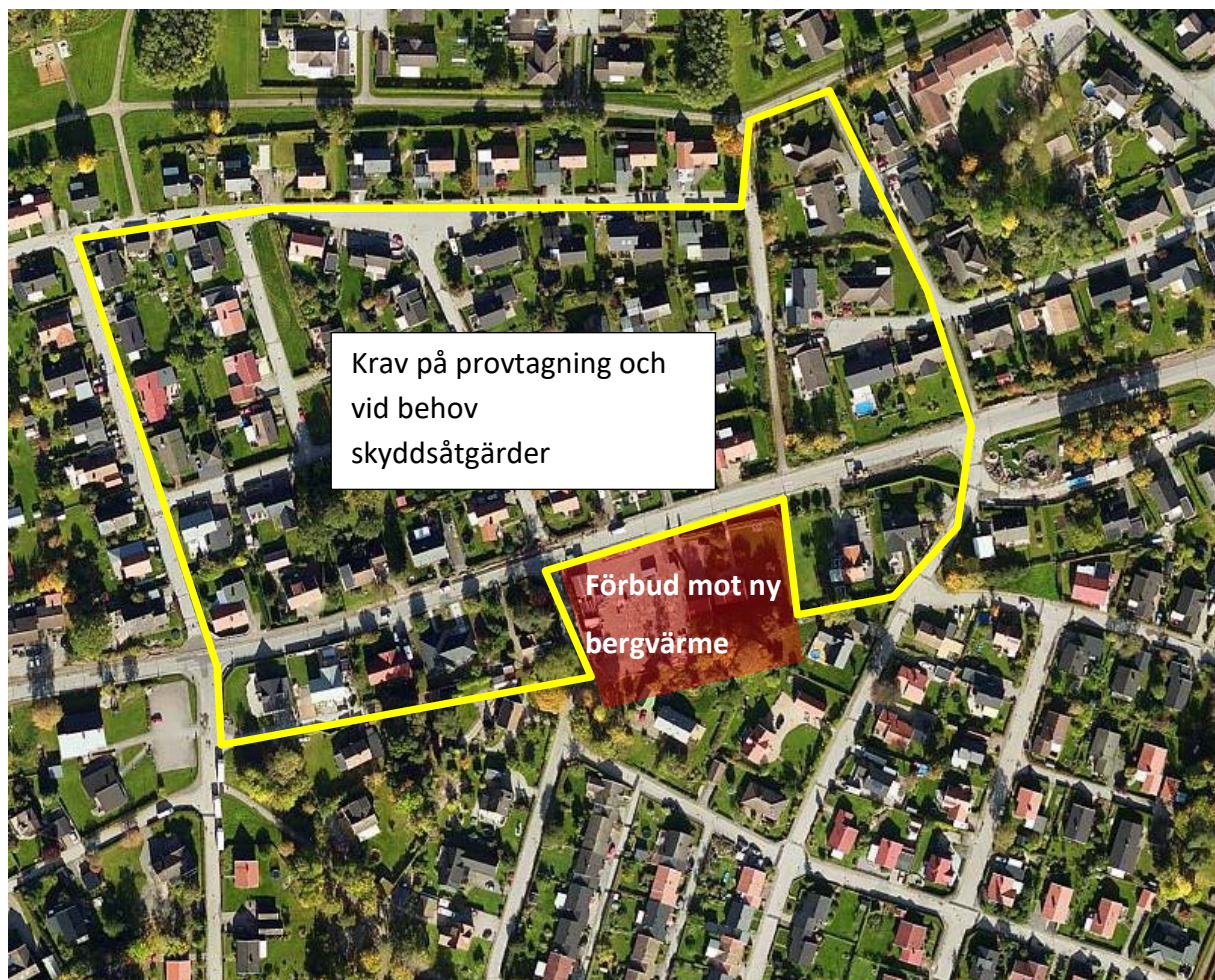 Krav på provtagning och
vid behov
skyddsåtgärder
Förbud mot ny
bergvärme